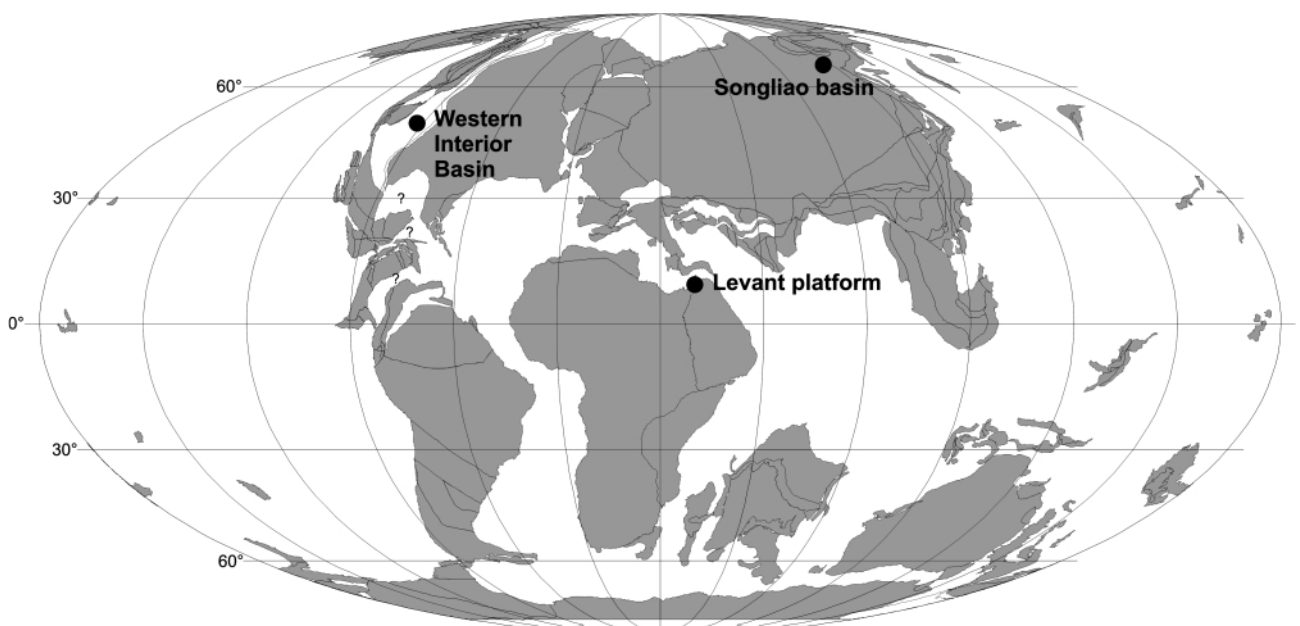 60°
Songliao basin
Western
Interior
Basin
30°
?
?
Levant platform
?
0°
30°
60°